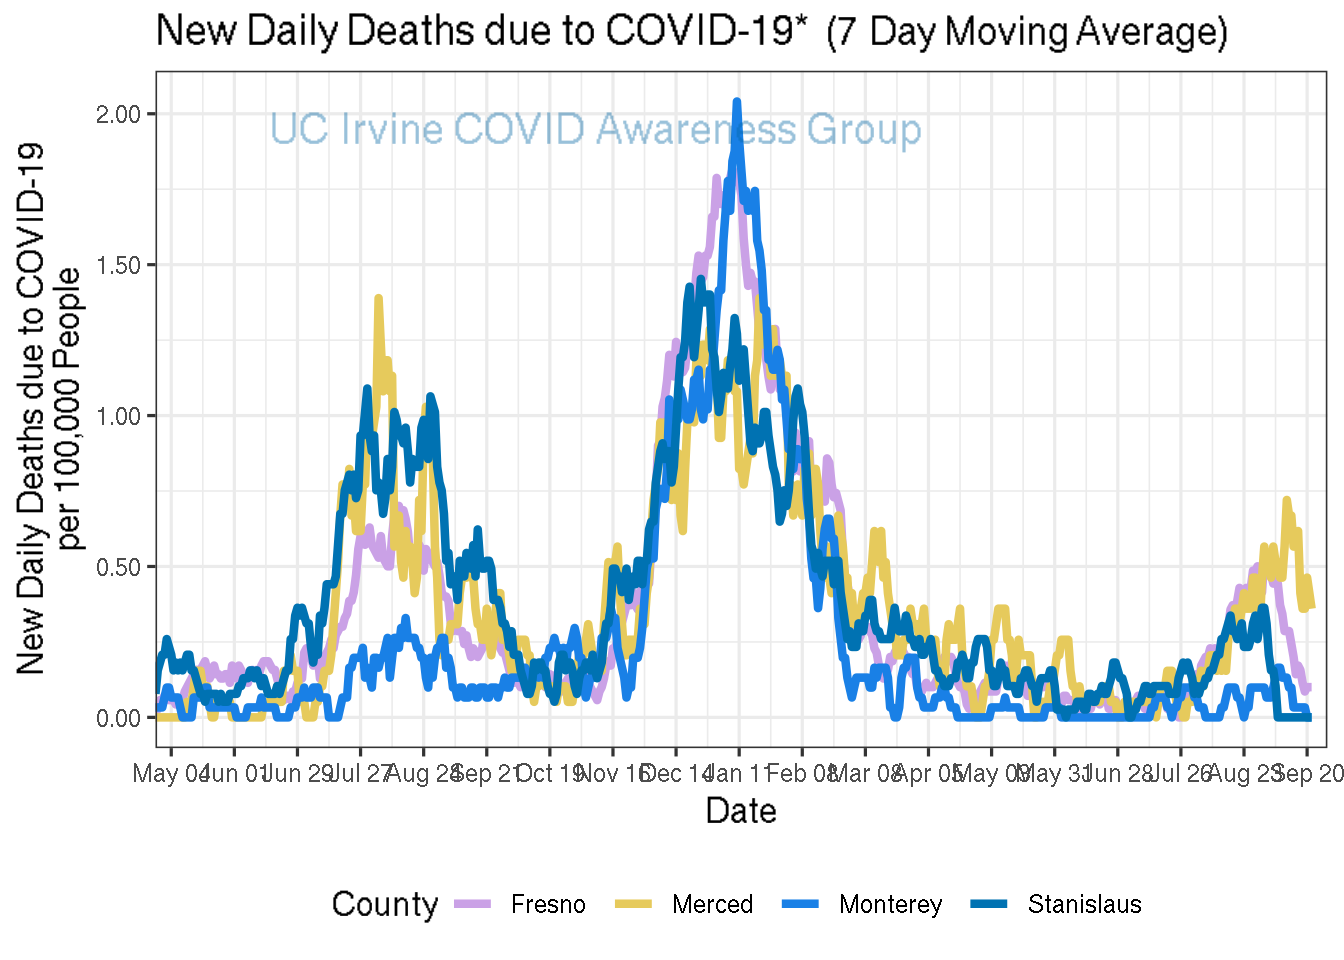 New Daily Deaths due to COVID-19* (7 Day Moving Average)
UC Irvine COVID Awareness Group
New Daily Deaths due to COVID-19
per 100,000 People
2.00
1.50
1.00
0.50
0.00
May 04 Jun 01 Jun 29 Jul 27 Aug 24 Sep 21 Oct 19 Nov 16 Dec 14 Jan 11 Feb 08 Mar 08 Apr 05 May 03 May 31 Jun 28 Jul 26 Aug 23 Sep 20
Date
County Fresno Merced Monterey Stanislaus